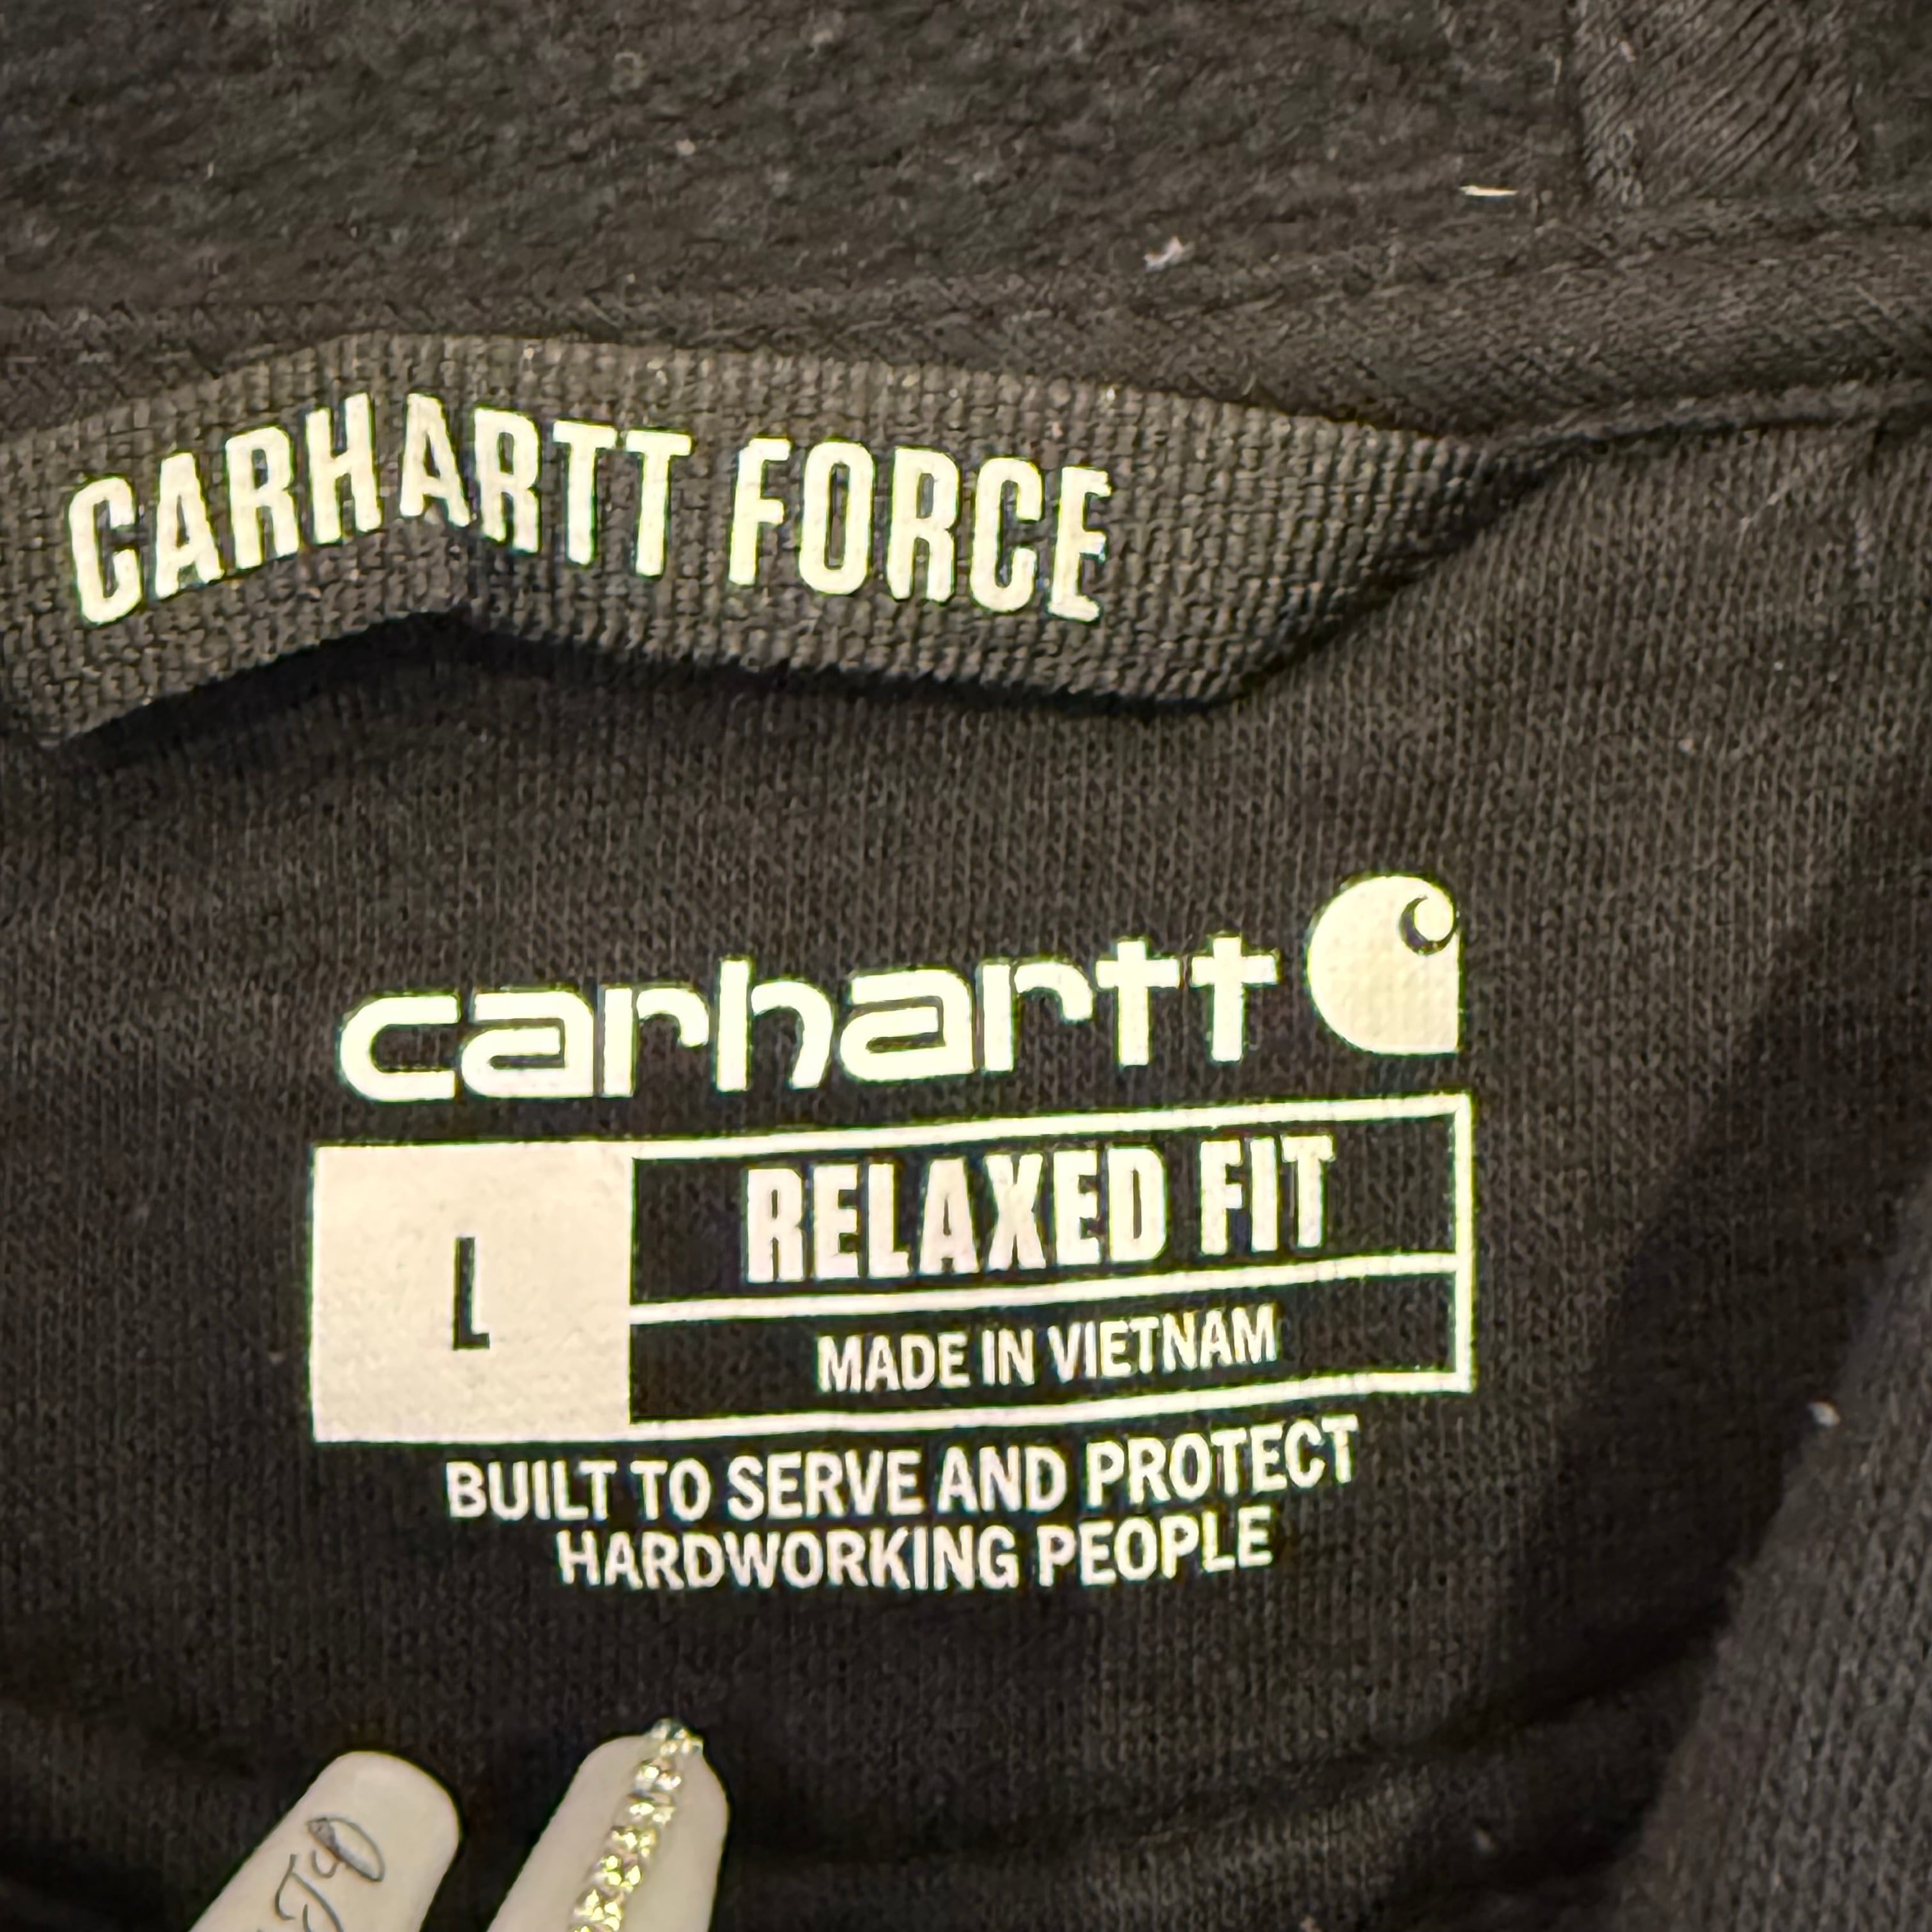 CARHARTT FORCE
carhartt
L
RELAXED FIT
MADE IN VIETNAM
BUILT TO SERVE AND PROTECT
HARDWORKING PEOPLE